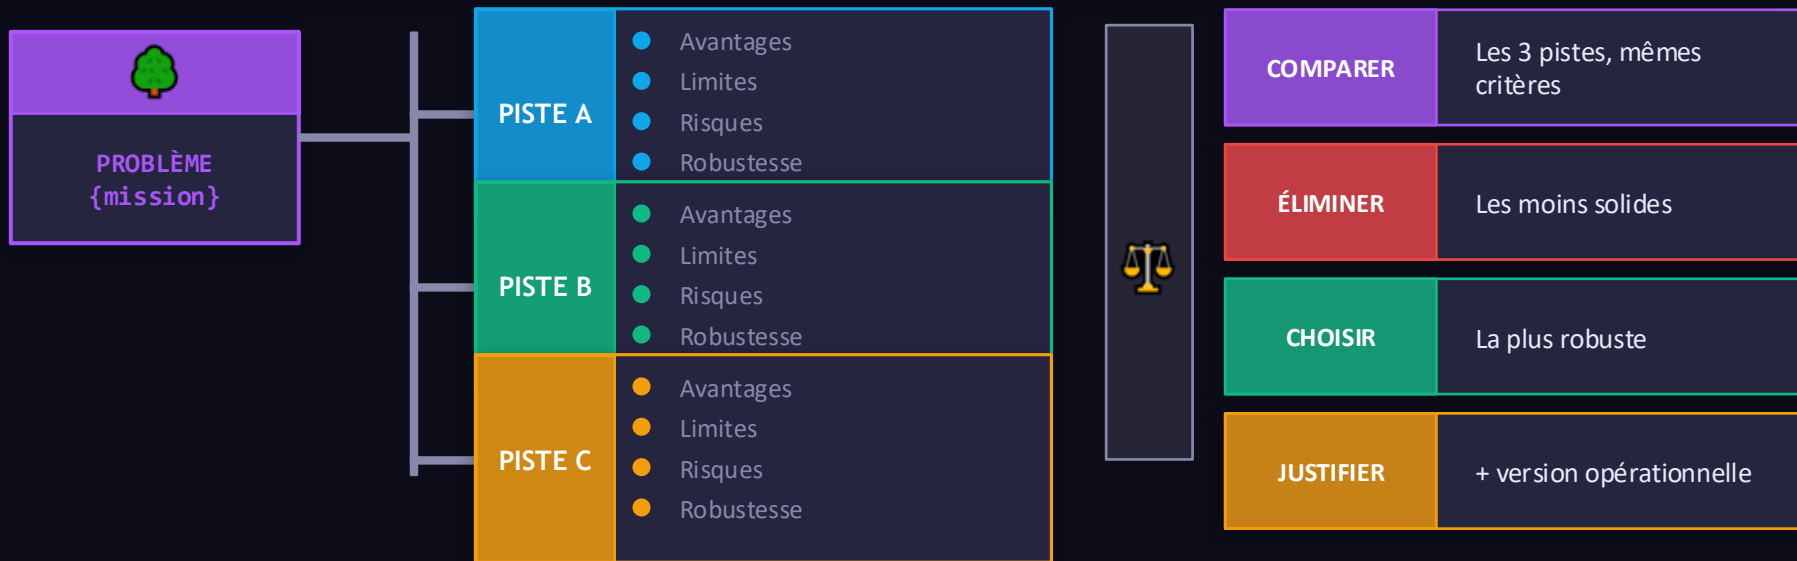 PROBLÈME
{mission}
PISTE A
Avantages
Limites
Risques
Robustesse
PISTE B
Avantages
Limites
Risques
Robustesse
PISTE C
Avantages
Limites
Risques
Robustesse
COMPARER
Les 3 pistes, mêmes
critères
ÉLIMINER
Les moins solides
CHOISIR
La plus robuste
JUSTIFIER
+ version opérationnelle